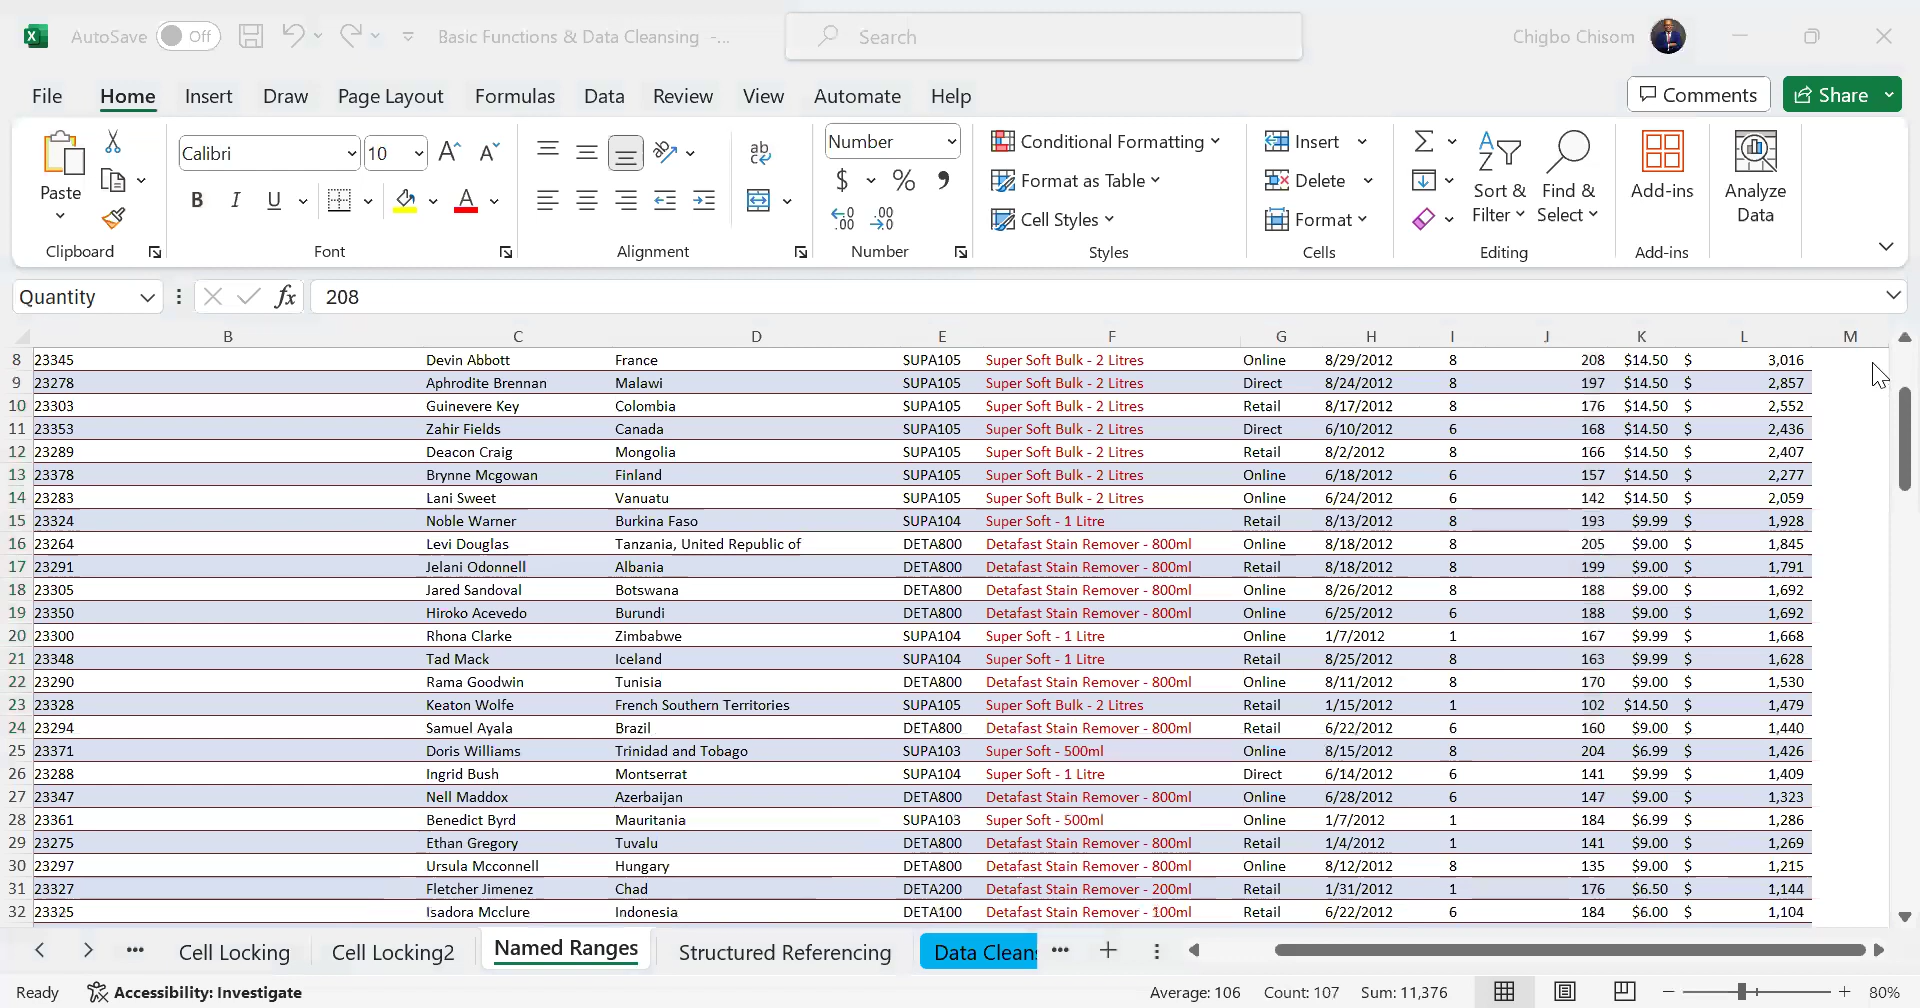 AutoSave Off Basic Functions & Data Cleansing -... Search Chigbo Chisom
File Home Insert Draw Page Layout Formulas Data Review View Automate Help Comments Share
Paste Calibri 10 B I U ab Number $ % 9 Conditional Formatting Format as Table Cell Styles Insert Delete Format Sort & Filter Find & Select Add-ins Analyze Data
Clipboard Font Alignment Number Styles Cells Editing Add-ins
Quantity fx 208
B C D E F G H I J K L M
8 23345 Devin Abbott France SUPA105 Super Soft Bulk - 2 Litres Online 8/29/2012 8 208 $14.50 $ 3,016
9 23278 Aphrodite Brennan Malawi SUPA105 Super Soft Bulk - 2 Litres Direct 8/24/2012 8 197 $14.50 $ 2,857
10 23303 Guinevere Key Colombia SUPA105 Super Soft Bulk - 2 Litres Retail 8/17/2012 8 176 $14.50 $ 2,552
11 23353 Zahir Fields Canada SUPA105 Super Soft Bulk - 2 Litres Direct 6/10/2012 6 168 $14.50 $ 2,436
12 23289 Deacon Craig Mongolia SUPA105 Super Soft Bulk - 2 Litres Retail 8/2/2012 8 166 $14.50 $ 2,407
13 23378 Brynne Mcgowan Finland SUPA105 Super Soft Bulk - 2 Litres Online 6/18/2012 6 157 $14.50 $ 2,277
14 23283 Lani Sweet Vanuatu SUPA105 Super Soft Bulk - 2 Litres Online 6/24/2012 6 142 $14.50 $ 2,059
15 23324 Noble Warner Burkina Faso SUPA104 Super Soft - 1 Litre Retail 8/13/2012 8 193 $9.99 $ 1,928
16 23264 Levi Douglas Tanzania, United Republic of DETA800 Detafast Stain Remover - 800ml Online 8/18/2012 8 205 $9.00 $ 1,845
17 23291 Jelani Odonnell Albania DETA800 Detafast Stain Remover - 800ml Retail 8/18/2012 8 199 $9.00 $ 1,791
18 23305 Jared Sandoval Botswana DETA800 Detafast Stain Remover - 800ml Online 8/26/2012 8 188 $9.00 $ 1,692
19 23350 Hiroko Acevedo Burundi DETA800 Detafast Stain Remover - 800ml Retail 6/25/2012 6 188 $9.00 $ 1,692
20 23300 Rhona Clarke Zimbabwe SUPA104 Super Soft - 1 Litre Online 1/7/2012 1 167 $9.99 $ 1,668
21 23348 Tad Mack Iceland SUPA104 Super Soft - 1 Litre Retail 8/25/2012 8 163 $9.99 $ 1,628
22 23290 Rama Goodwin Tunisia DETA800 Detafast Stain Remover - 800ml Online 8/11/2012 8 170 $9.00 $ 1,530
23 23328 Keaton Wolfe French Southern Territories SUPA105 Super Soft Bulk - 2 Litres Retail 1/15/2012 1 102 $14.50 $ 1,479
24 23294 Samuel Ayala Brazil DETA800 Detafast Stain Remover - 800ml Retail 6/22/2012 6 160 $9.00 $ 1,440
25 23371 Doris Williams Trinidad and Tobago SUPA103 Super Soft - 500ml Online 8/15/2012 8 204 $6.99 $ 1,426
26 23288 Ingrid Bush Montserrat SUPA104 Super Soft - 1 Litre Direct 6/14/2012 6 141 $9.99 $ 1,409
27 23347 Nell Maddox Azerbaijan DETA800 Detafast Stain Remover - 800ml Online 6/28/2012 6 147 $9.00 $ 1,323
28 23361 Benedict Byrd Mauritania SUPA103 Super Soft - 500ml Online 1/7/2012 1 184 $6.99 $ 1,286
29 23275 Ethan Gregory Tuvalu DETA800 Detafast Stain Remover - 800ml Retail 1/4/2012 1 141 $9.00 $ 1,269
30 23297 Ursula Mcconnell Hungary DETA800 Detafast Stain Remover - 800ml Online 8/12/2012 8 135 $9.00 $ 1,215
31 23327 Fletcher Jimenez Chad DETA200 Detafast Stain Remover - 200ml Retail 1/31/2012 1 176 $6.50 $ 1,144
32 23325 Isadora Mcclure Indonesia DETA100 Detafast Stain Remover - 100ml Retail 6/22/2012 6 184 $6.00 $ 1,104
Cell Locking Cell Locking2 Named Ranges Structured Referencing Data Clean
Ready Accessibility: Investigate Average: 106 Count: 107 Sum: 11,376 80%